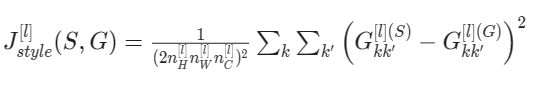 $J^{[l]}_{style}(S,G) = \frac{1}{(2n^{[l]}_H n^{[l]}_W n^{[l]}_C)^2} \sum_k \sum_{k'} \left( G^{[l](S)}_{kk'} - G^{[l](G)}_{kk'} \right)^2$